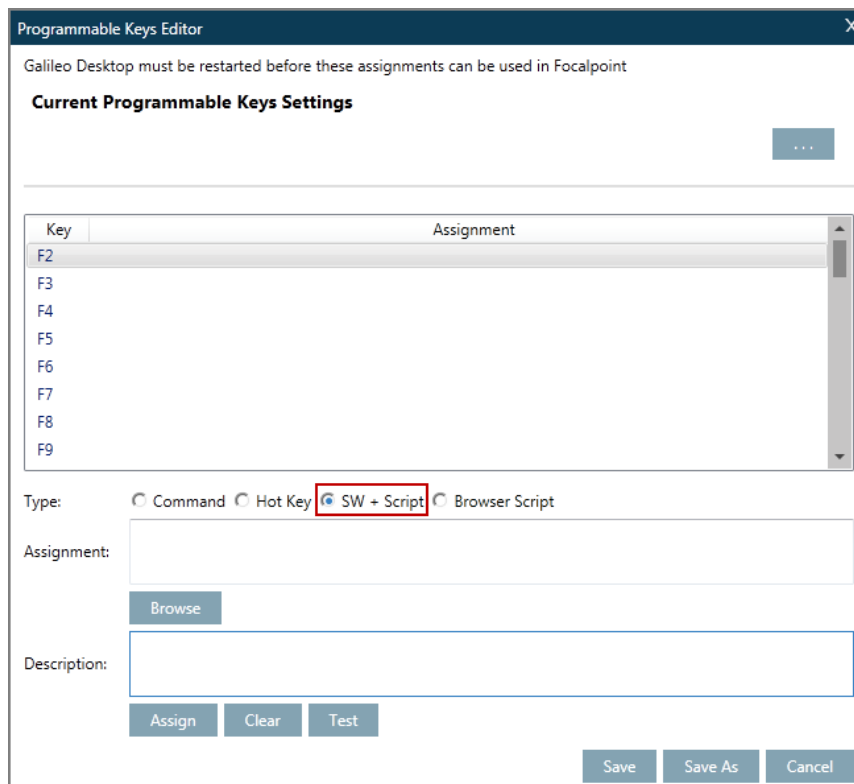 Programmable Keys Editor X
Galileo Desktop must be restarted before these assignments can be used in Focalpoint
Current Programmable Keys Settings
...
Key Assignment
F2
F3
F4
F5
F6
F7
F8
F9
Type: Command Hot Key SW + Script Browser Script
Assignment:
Browse
Description:
Assign Clear Test
Save Save As Cancel